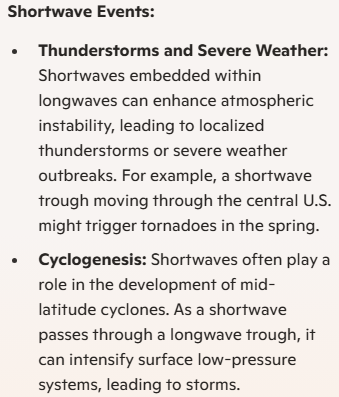 Shortwave Events:
• Thunderstorms and Severe Weather:
Shortwaves embedded within
longwaves can enhance atmospheric
instability, leading to localized
thunderstorms or severe weather
outbreaks. For example, a shortwave
trough moving through the central U.S.
might trigger tornadoes in the spring.
• Cyclogenesis: Shortwaves often play a
role in the development of mid-
latitude cyclones. As a shortwave
passes through a longwave trough, it
can intensify surface low-pressure
systems, leading to storms.